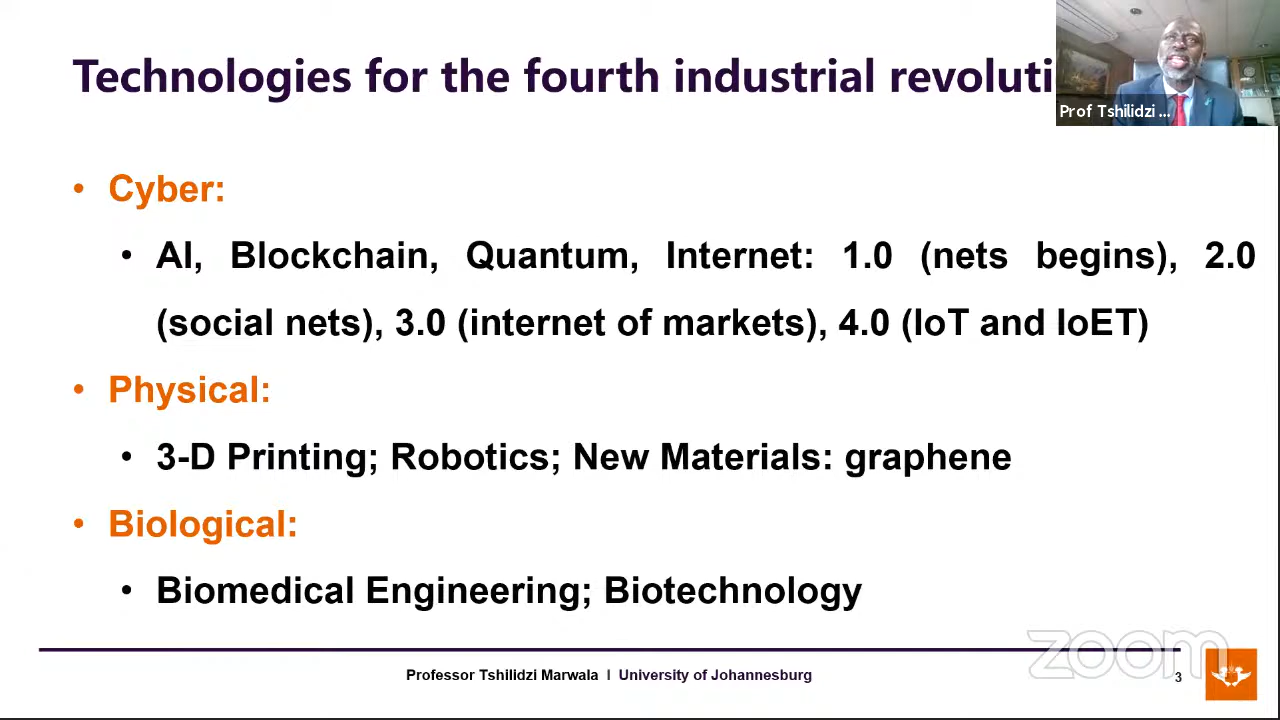 Technologies for the fourth industrial revoluti
Prof Tshilidzi ...
• Cyber:
• AI, Blockchain, Quantum, Internet: 1.0 (nets begins), 2.0
(social nets), 3.0 (internet of markets), 4.0 (IoT and IoET)
• Physical:
• 3-D Printing; Robotics; New Materials: graphene
• Biological:
• Biomedical Engineering; Biotechnology
zoom
Professor Tshilidzi Marwala I University of Johannesburg
3